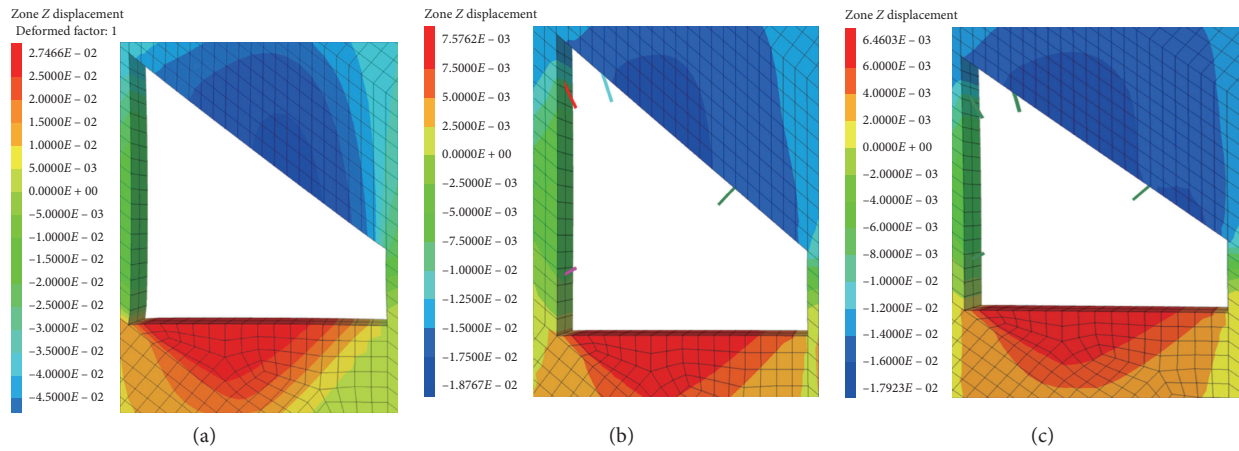 Zone Z displacement
Deformed factor: 1
2.7466E – 02
2.5000E – 02
2.0000E – 02
1.5000E – 02
1.0000E – 02
5.0000E – 03
0.0000E + 00
–5.0000E – 03
–1.0000E – 02
–1.5000E – 02
–2.0000E – 02
–2.5000E – 02
–3.0000E – 02
–3.5000E – 02
–4.0000E – 02
–4.5000E – 02
(a)
Zone Z displacement
7.5762E – 03
7.5000E – 03
5.0000E – 03
2.5000E – 03
0.0000E + 00
–2.5000E – 03
–5.0000E – 03
–7.5000E – 03
–1.0000E – 02
–1.2500E – 02
–1.5000E – 02
–1.7500E – 02
–1.8767E – 02
(b)
Zone Z displacement
6.4603E – 03
6.0000E – 03
4.0000E – 03
2.0000E – 03
0.0000E + 00
–2.0000E – 03
–4.0000E – 03
–6.0000E – 03
–8.0000E – 03
–1.0000E – 02
–1.2000E – 02
–1.4000E – 02
–1.6000E – 02
–1.7923E – 02
(c)